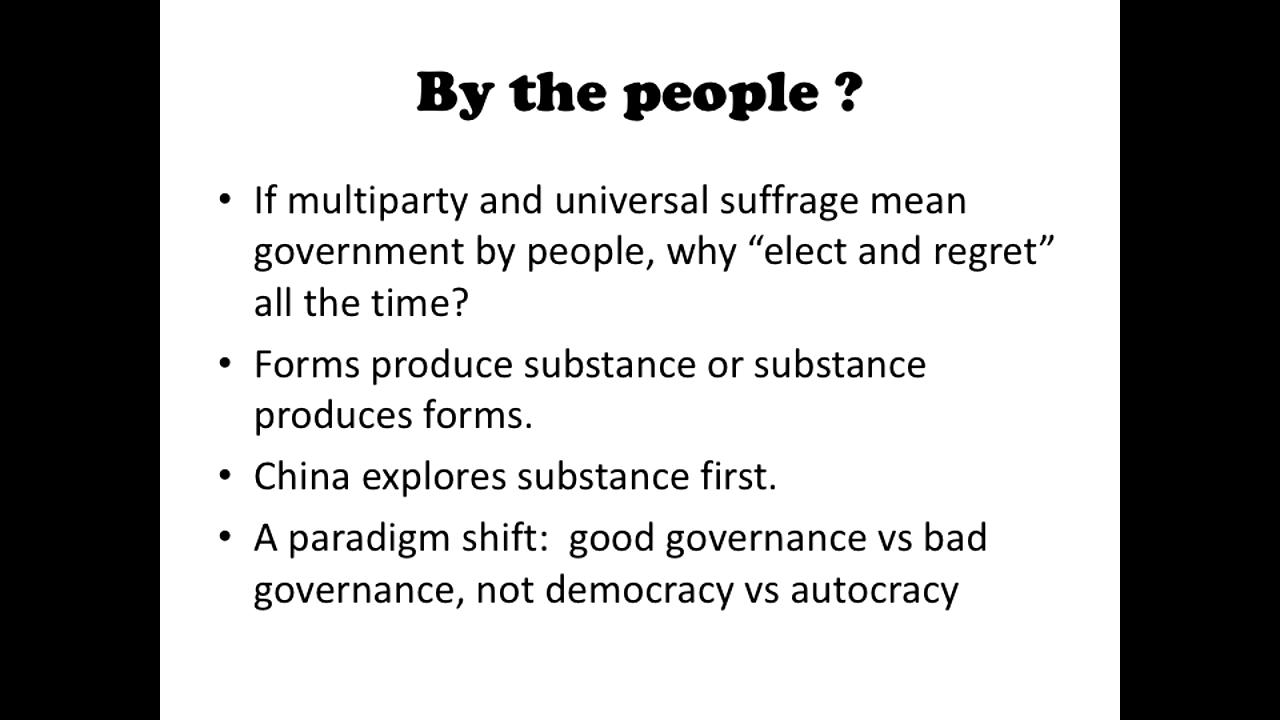 By the people ?
• If multiparty and universal suffrage mean
government by people, why “elect and regret”
all the time?
• Forms produce substance or substance
produces forms.
• China explores substance first.
• A paradigm shift:  good governance vs bad
governance, not democracy vs autocracy